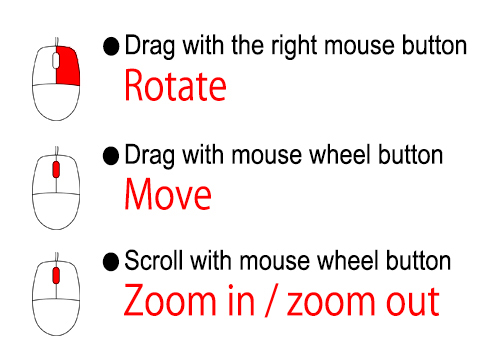 ● Drag with the right mouse button
Rotate
● Drag with mouse wheel button
Move
● Scroll with mouse wheel button
Zoom in / zoom out